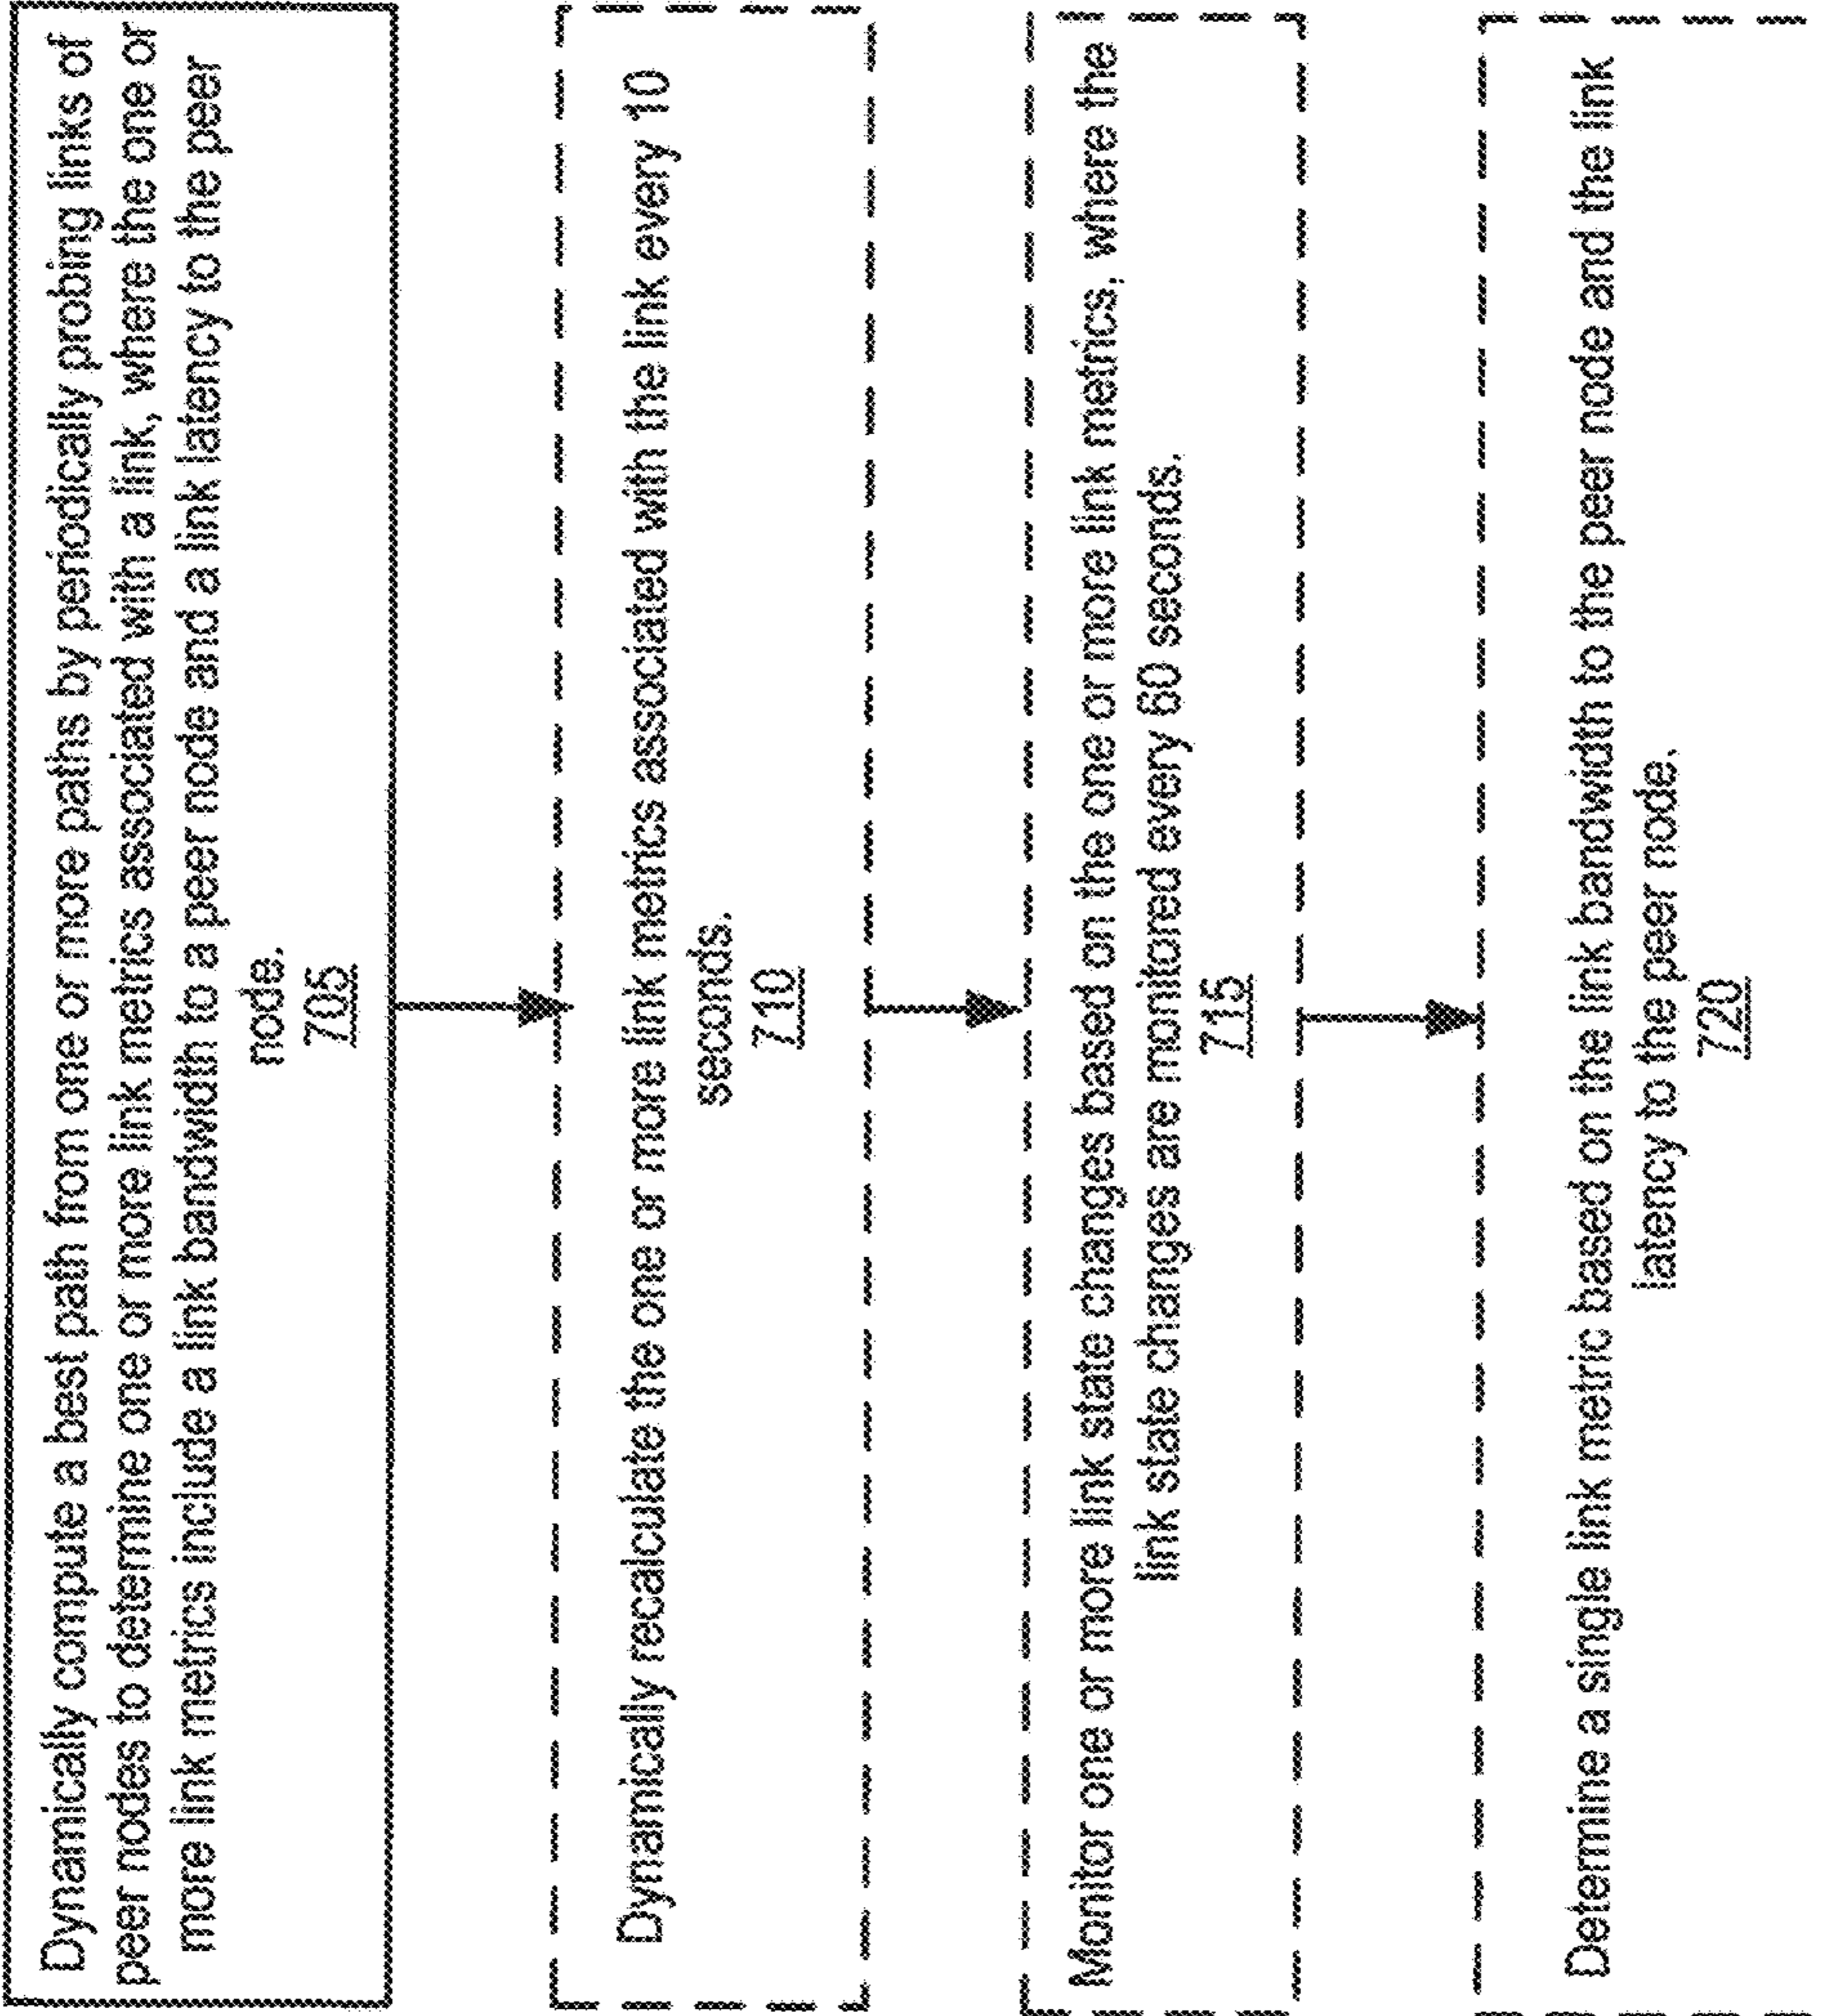 Dynamically compute a best path from one or more paths by periodically probing links of
peer nodes to determine one or more link metrics associated with a link, where the one or
more link metrics include a link bandwidth to a peer node and a link latency to the peer
node.
705
Dynamically recalculate the one or more link metrics associated with the link every 10
seconds.
710
Monitor one or more link state changes based on the one or more link metrics, where the
link state changes are monitored every 60 seconds.
715
Determine a single link metric based on the link bandwidth to the peer node and the link
latency to the peer node.
720